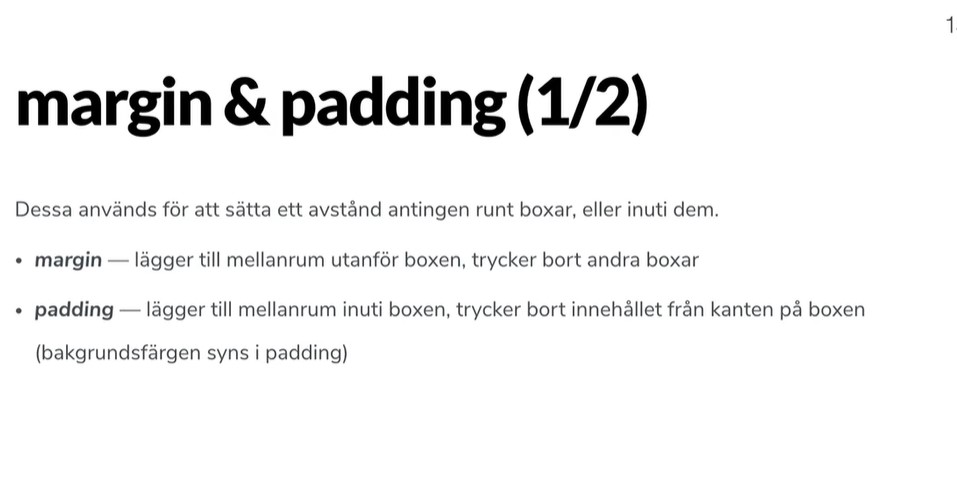 margin & padding (1/2)
Dessa används för att sätta ett avstånd antingen runt boxar, eller inuti dem.
• margin — lägger till mellanrum utanför boxen, trycker bort andra boxar
• padding — lägger till mellanrum inuti boxen, trycker bort innehållet från kanten på boxen
(bakgrundsfärgen syns i padding)